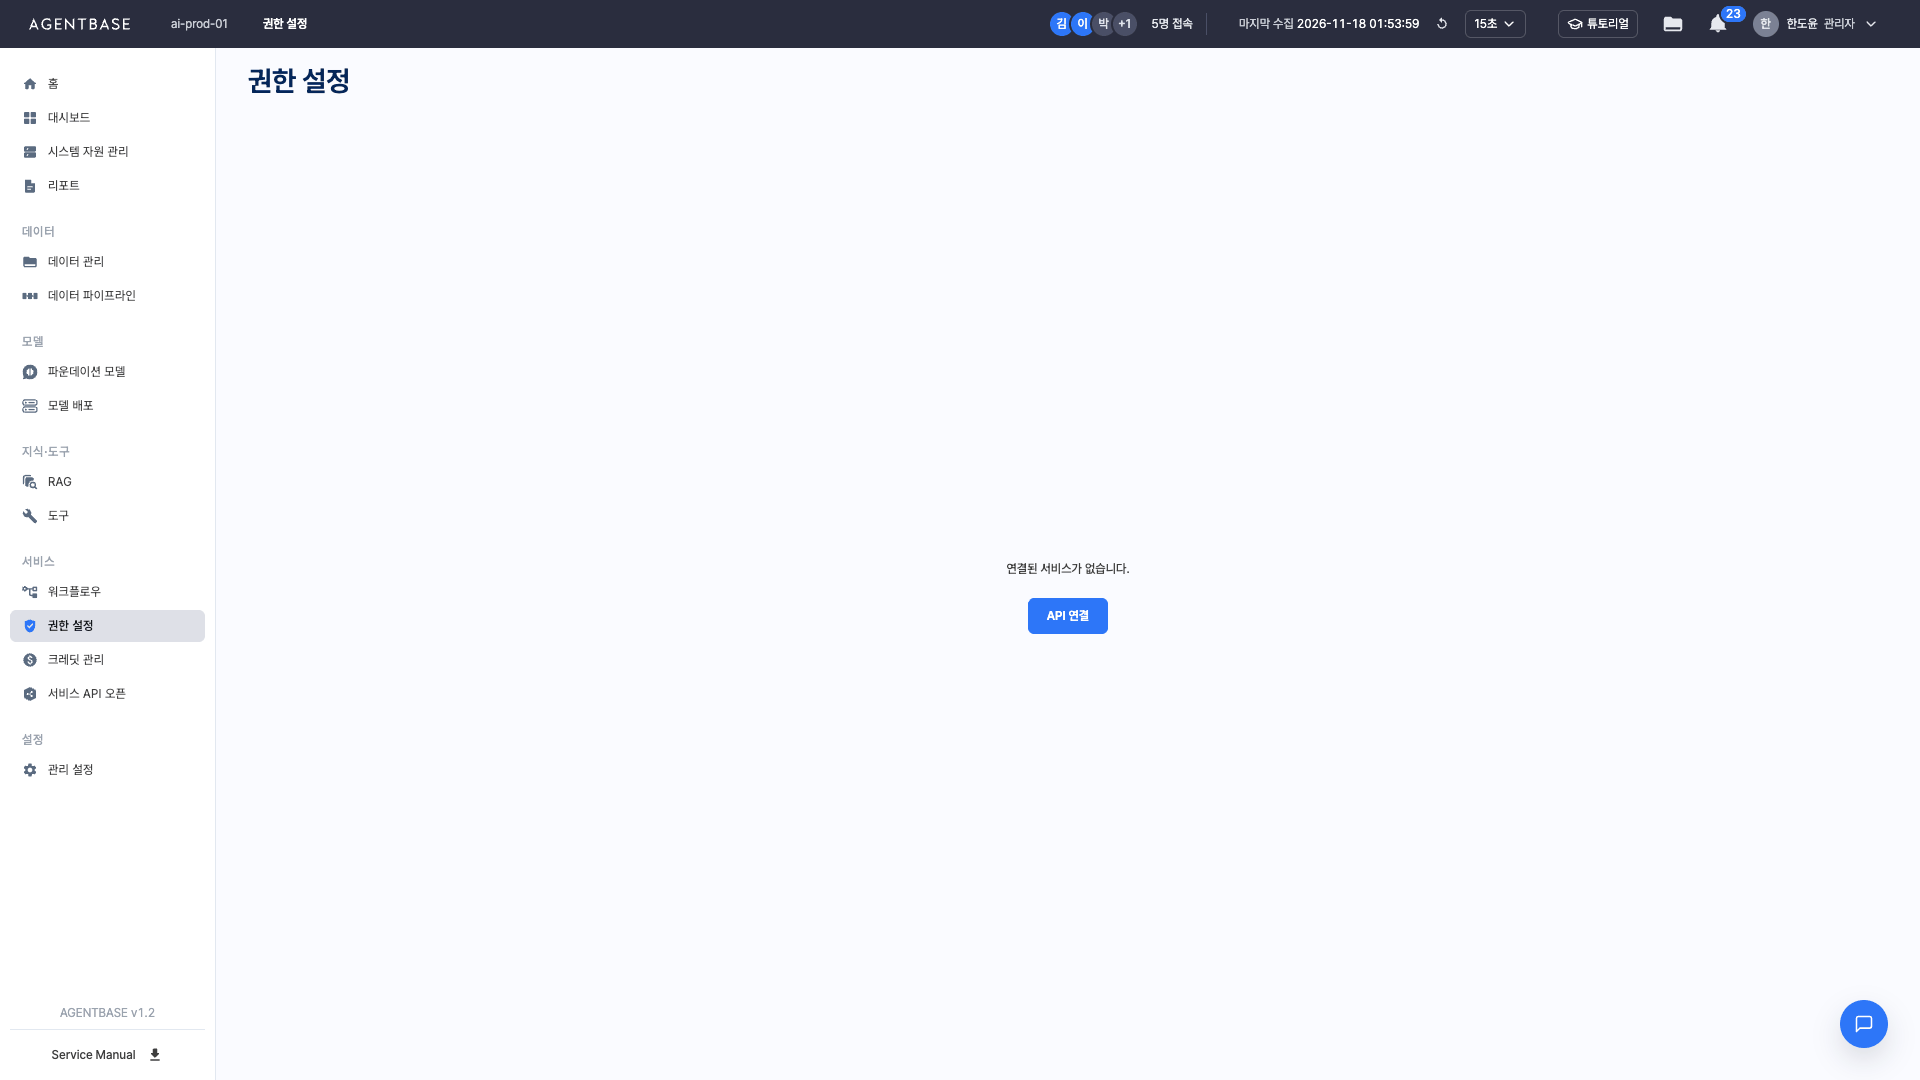 AGENTBASE ai-prod-01 권한 설정 김 이 박 +1 5명 접속 마지막 수집 2026-11-18 01:53:59 15초 튜토리얼 23 한 한도윤 관리자
권한 설정
홈
대시보드
시스템 자원 관리
리포트
데이터
데이터 관리
데이터 파이프라인
모델
파운데이션 모델
모델 배포
지식·도구
RAG
도구
서비스
워크플로우
권한 설정
크레딧 관리
서비스 API 오픈
설정
관리 설정
연결된 서비스가 없습니다.
API 연결
AGENTBASE v1.2
Service Manual